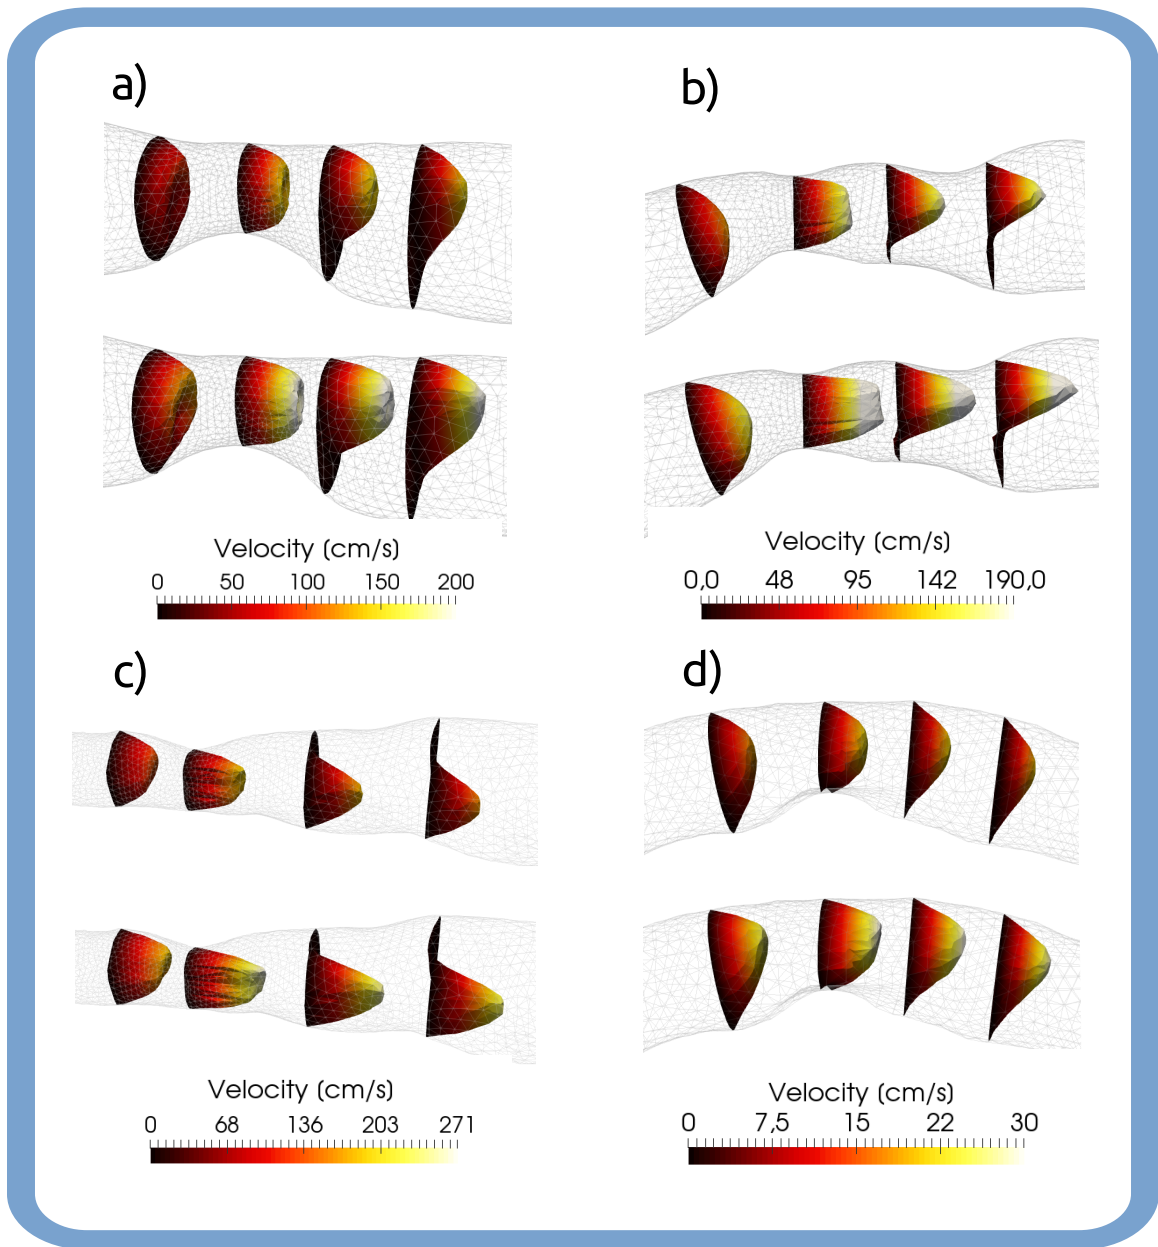 a)
b)
Velocity (cm/s)
0 50 100 150 200
Velocity (cm/s)
0,0 48 95 142 190,0
c)
d)
Velocity (cm/s)
0 68 136 203 271
Velocity (cm/s)
0 7,5 15 22 30